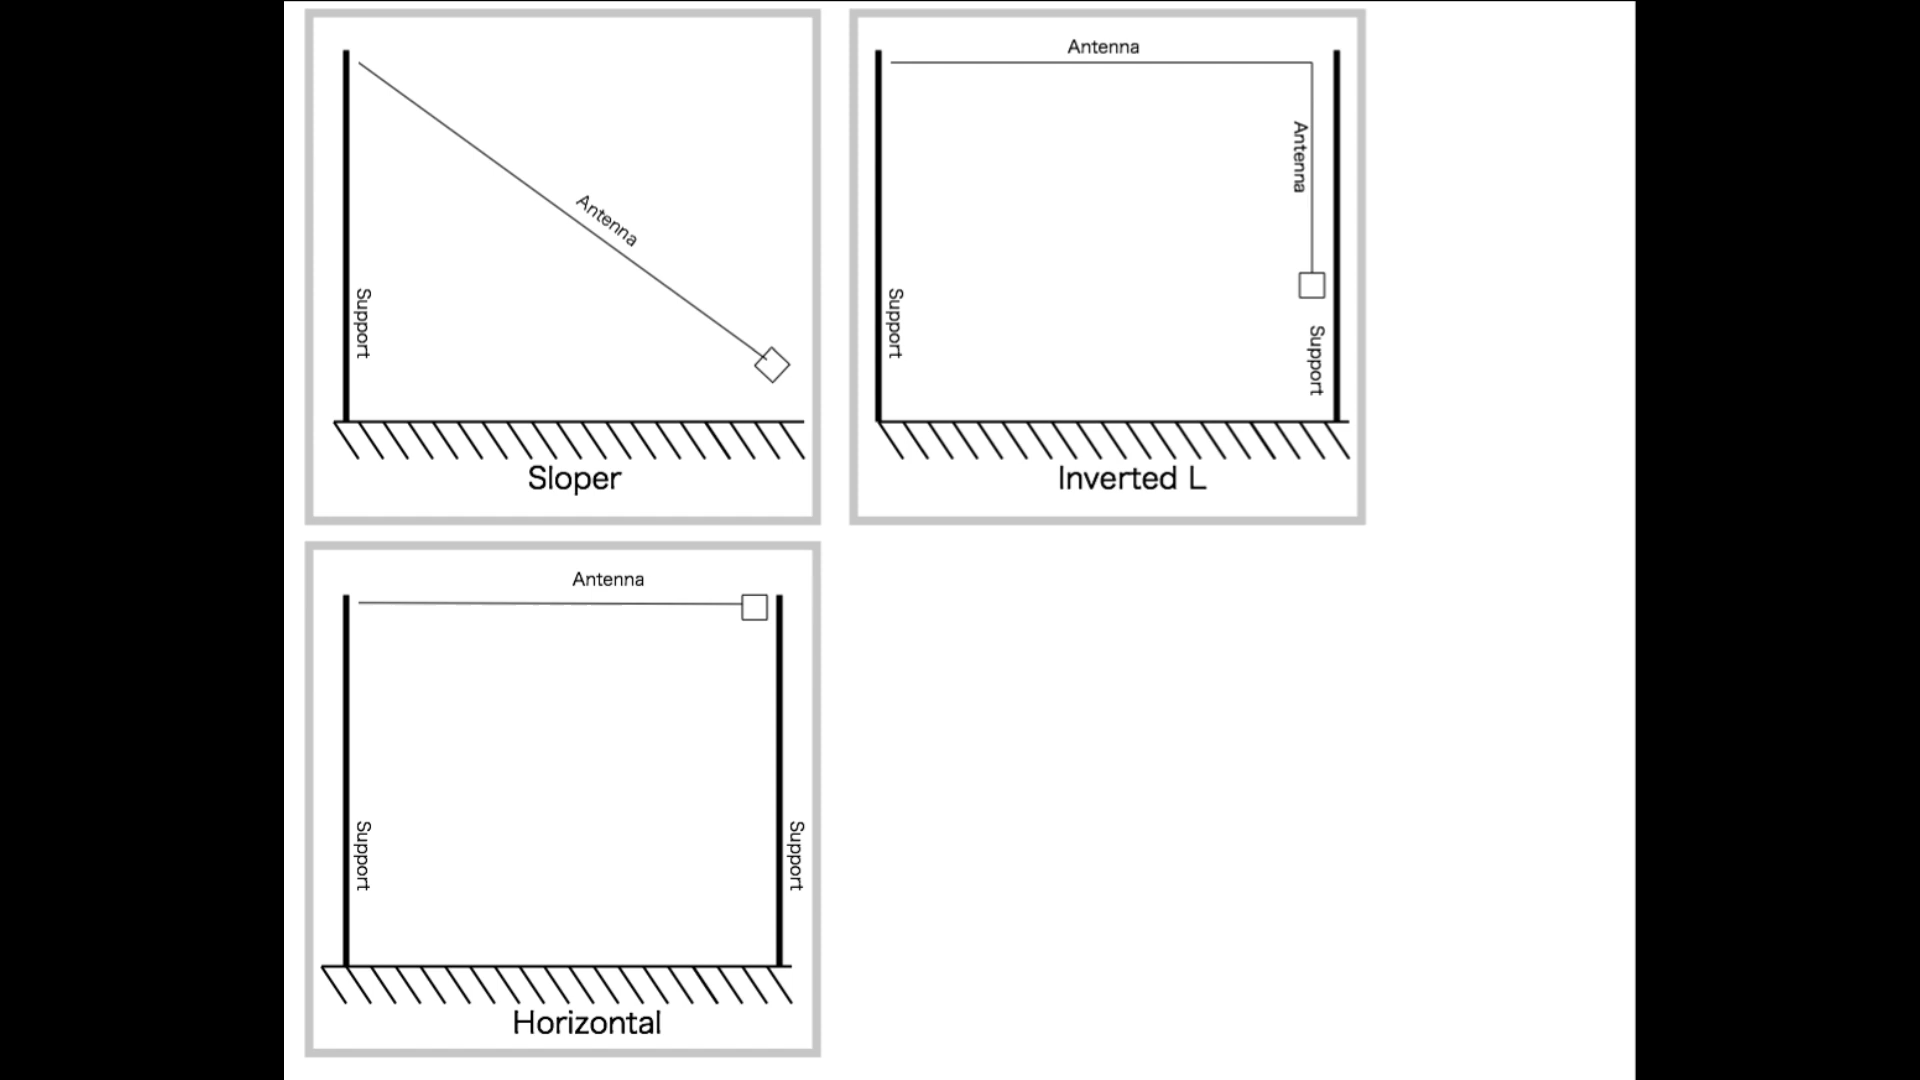 Antenna
Support
Sloper
Antenna
Antenna
Support
Support
Inverted L
Antenna
Support
Support
Horizontal